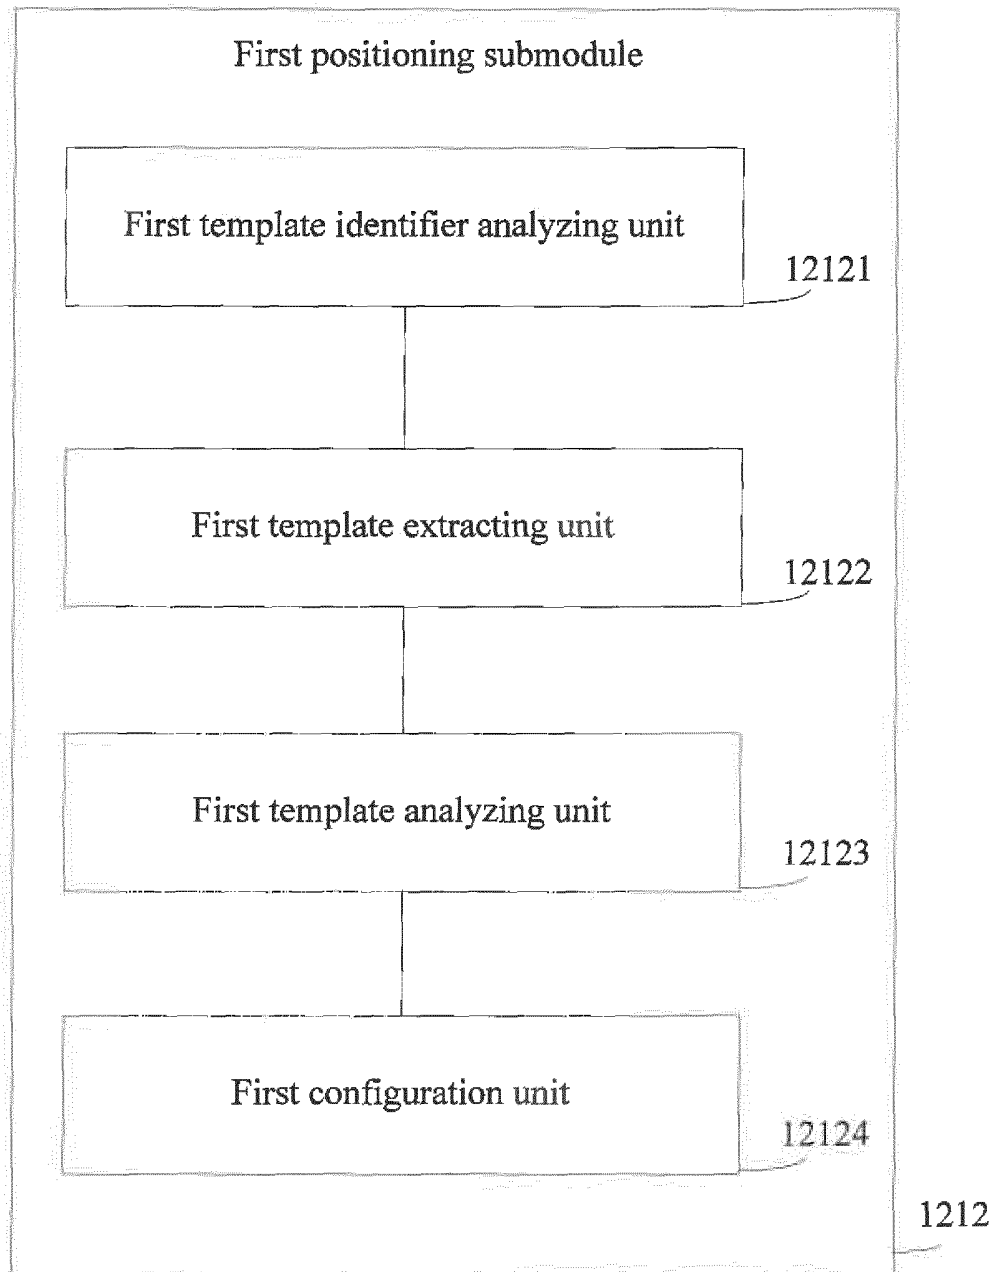 First positioning submodule
First template identifier analyzing unit
12121
First template extracting unit
12122
First template analyzing unit
12123
First configuration unit
12124
1212